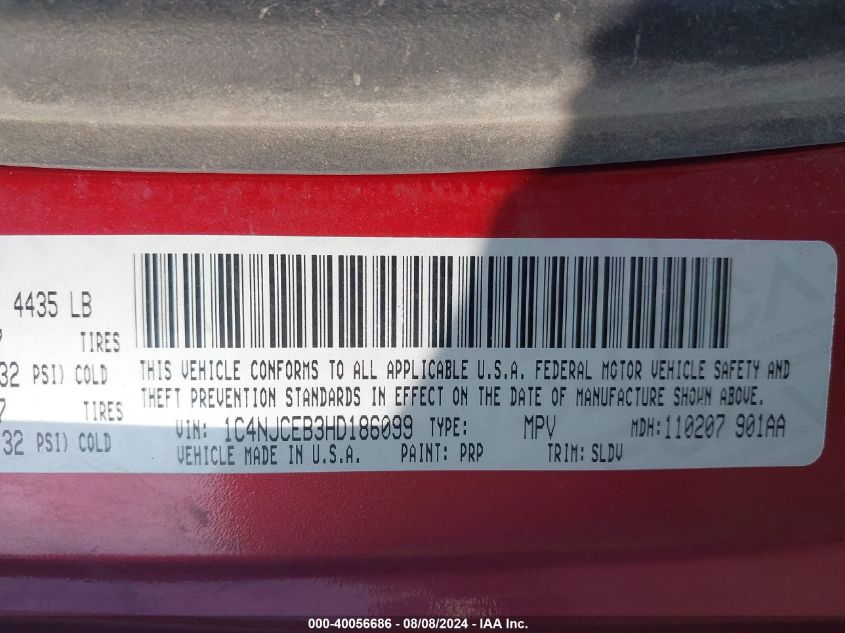 4435 LB
TIRES
32 PSI) COLD
TIRES
32 PSI) COLD
THIS VEHICLE CONFORMS TO ALL APPLICABLE U.S.A. FEDERAL MOTOR VEHICLE SAFETY AND
THEFT PREVENTION STANDARDS IN EFFECT ON THE DATE OF MANUFACTURE SHOWN ABOVE.
VIN: 1C4NJCEB3HD186099 TYPE: MPV MDH:110207 901AA
VEHICLE MADE IN U.S.A. PAINT: PRP TRIM: SLDV
000-40056686 - 08/08/2024 - IAA Inc.